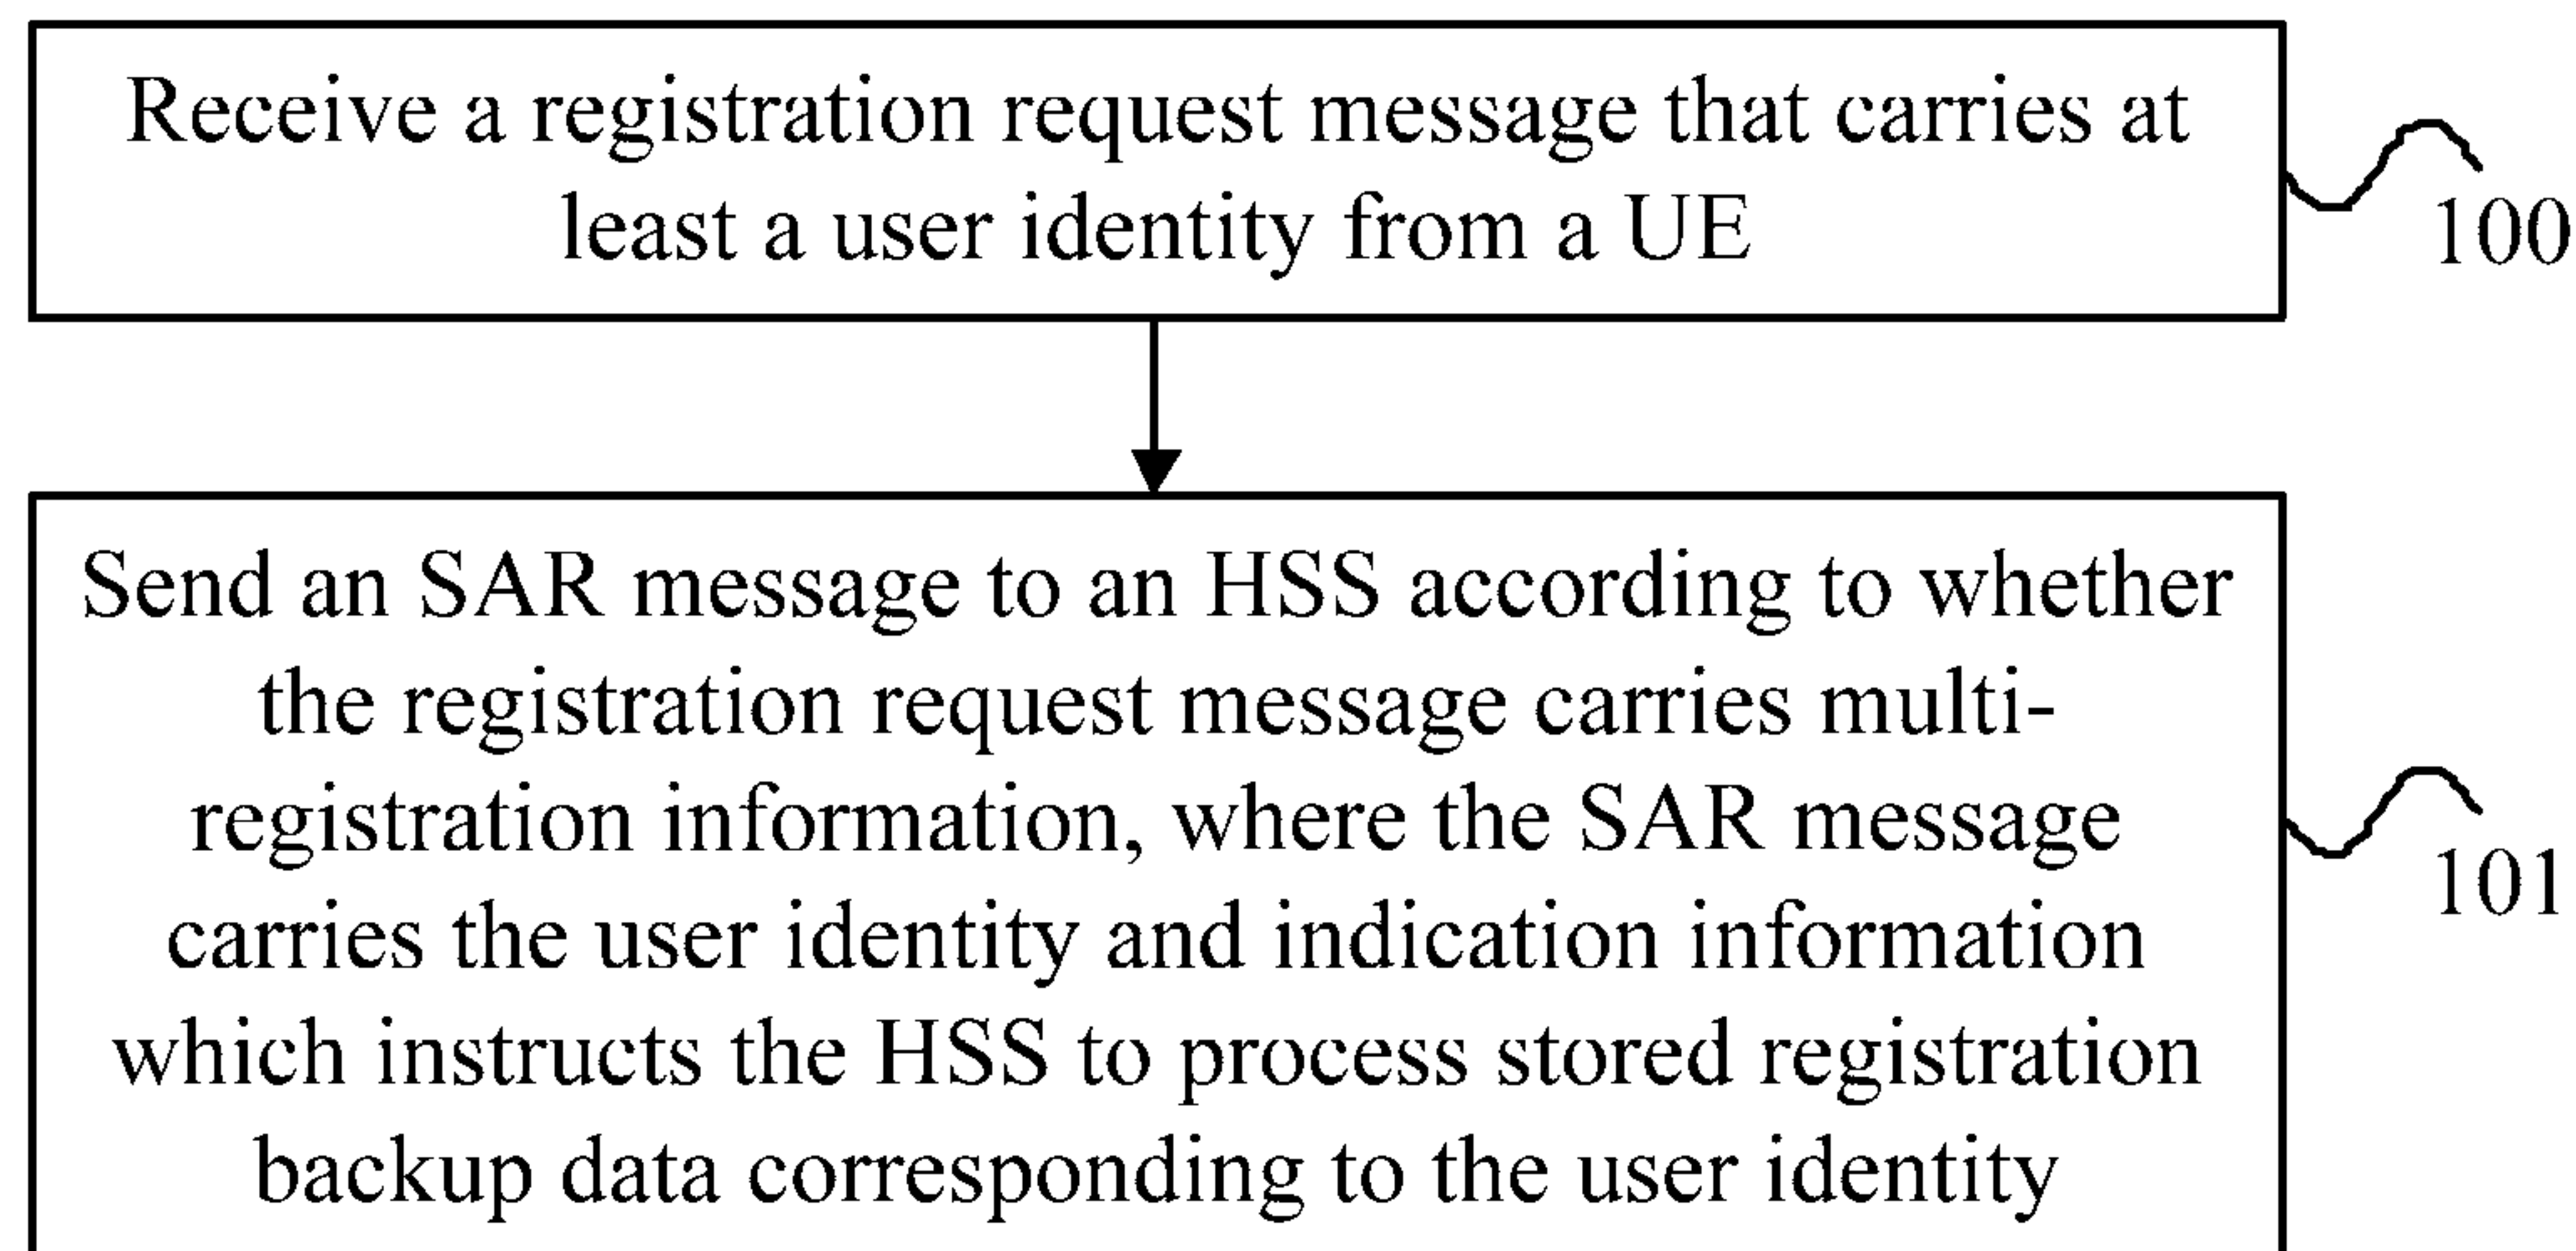 Receive a registration request message that carries at
least a user identity from a UE
100
Send an SAR message to an HSS according to whether
the registration request message carries multi-
registration information, where the SAR message
carries the user identity and indication information
which instructs the HSS to process stored registration
backup data corresponding to the user identity
101